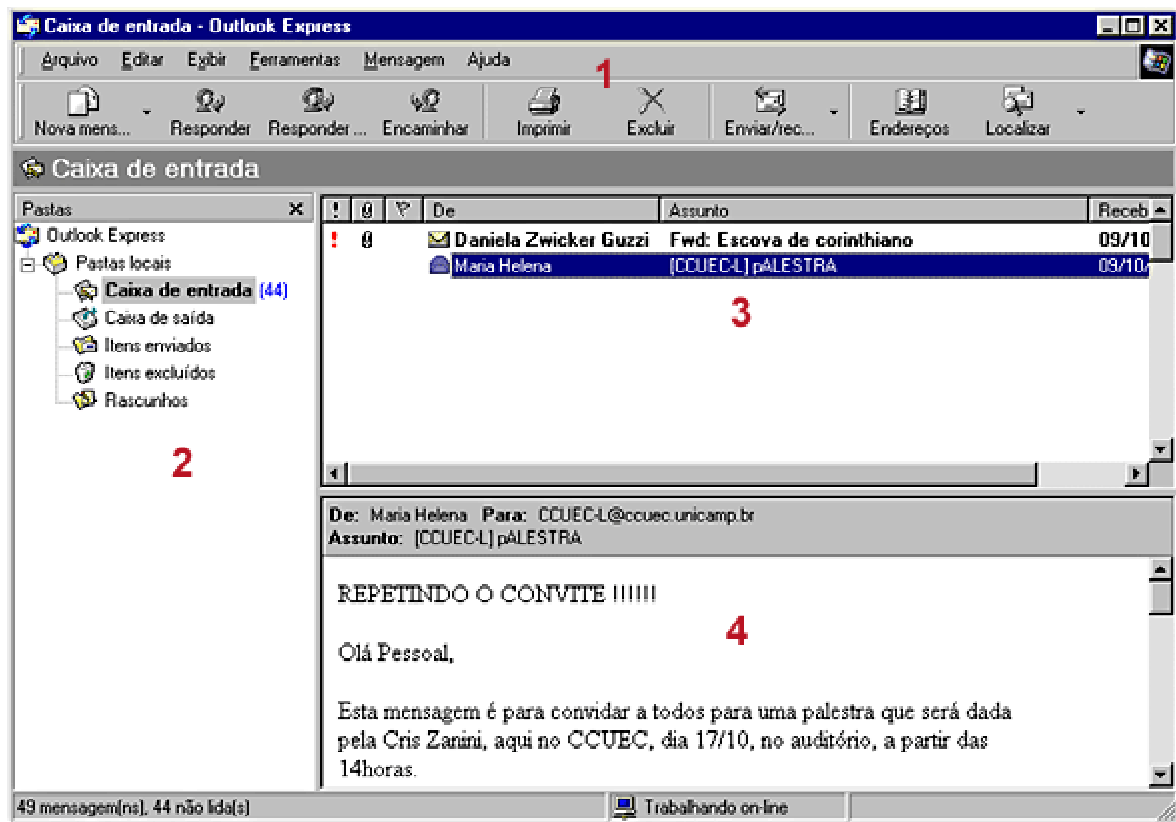 Caixa de entrada - Outlook Express
Arquivo Editar Exibir Ferramentas Mensagem Ajuda
1
Nova mens... Responder Responder ... Encaminhar Imprimir Excluir Enviar/rec... Endereços Localizar
Caixa de entrada
Pastas
Outlook Express
Pastas locais
Caixa de entrada (44)
Caixa de saída
Itens enviados
Itens excluídos
Rascunhos
2
! De Assunto Receb
! Daniela Zwicker Guzzi Fwd: Escova de corinthiano 09/10
Maria Helena [CCUEC-L] pALESTRA 09/10/
3
De: Maria Helena Para: CCUEC-L@ccuec.unicamp.br
Assunto: [CCUEC-L] pALESTRA
REPETINDO O CONVITE !!!!!!
4
Olá Pessoal,
Esta mensagem é para convidar a todos para uma palestra que será dada
pela Cris Zanini, aqui no CCUEC, dia 17/10, no auditório, a partir das
14horas.
49 mensagem(ns), 44 não lida(s) Trabalhando on-line